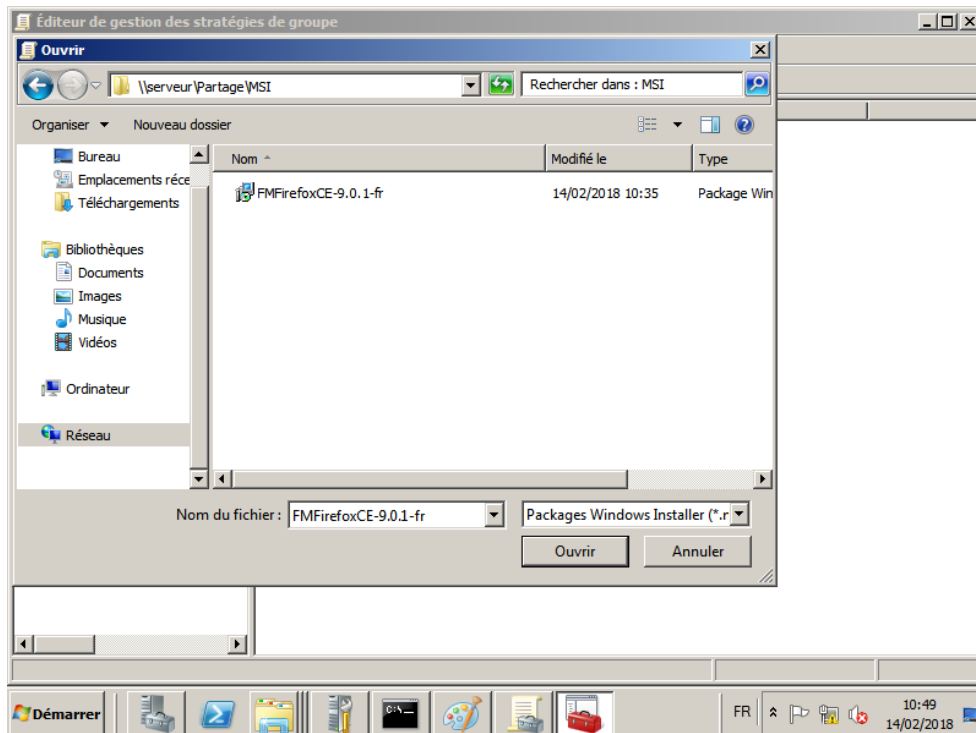 Éditeur de gestion des stratégies de groupe
Ouvrir
\\serveur\Partage\MSI
Rechercher dans : MSI
Organiser
Nouveau dossier
Bureau
Emplacements réce
Téléchargements
Bibliothèques
Documents
Images
Musique
Vidéos
Ordinateur
Réseau
Nom
Modifié le
Type
FMFirefoxCE-9.0.1-fr
14/02/2018 10:35
Package Win
Nom du fichier :
FMFirefoxCE-9.0.1-fr
Packages Windows Installer (*.r
Ouvrir
Annuler
Démarrer
C:\_
FR
10:49
14/02/2018